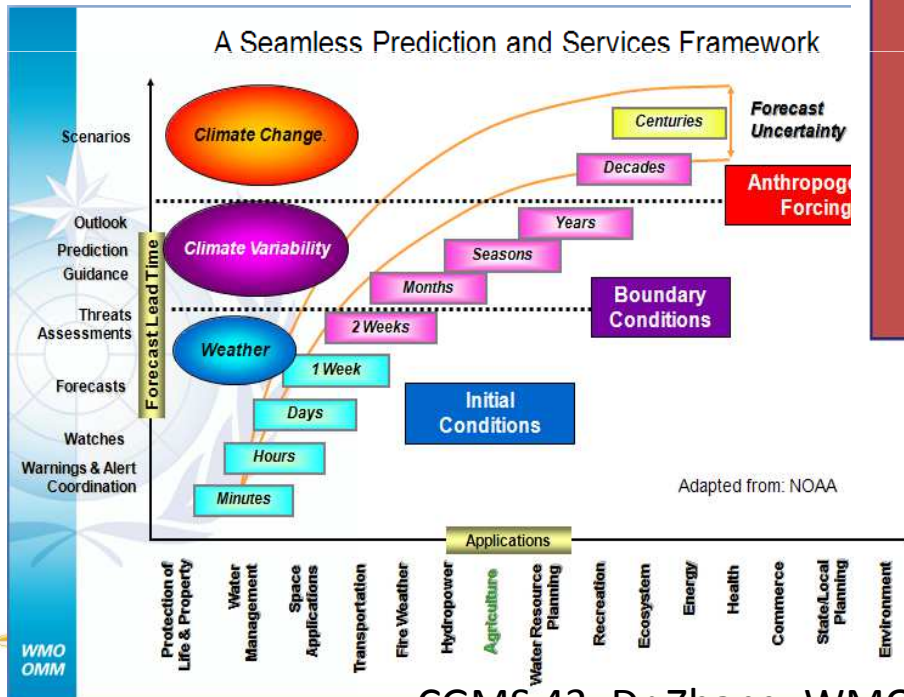 A Seamless Prediction and Services Framework
Scenarios
Climate Change.
Centuries
Forecast
Uncertainty
Decades
Anthropoge
Forcing
Outlook
Prediction
Guidance
Climate Variability
Years
Seasons
Months
Boundary
Conditions
Threats
Assessments
2 Weeks
Weather
1 Week
Forecasts
Forecast Lead Time
Days
Initial
Conditions
Watches
Hours
Warnings & Alert
Coordination
Minutes
Adapted from: NOAA
Applications
Protection of
Life & Property
Water
Management
Space
Applications
Transportation
Fire Weather
Hydropower
Agriculture
Water Resource
Planning
Recreation
Ecosystem
Energy
Health
Commerce
State/Local
Planning
Environment
WMO
OMM